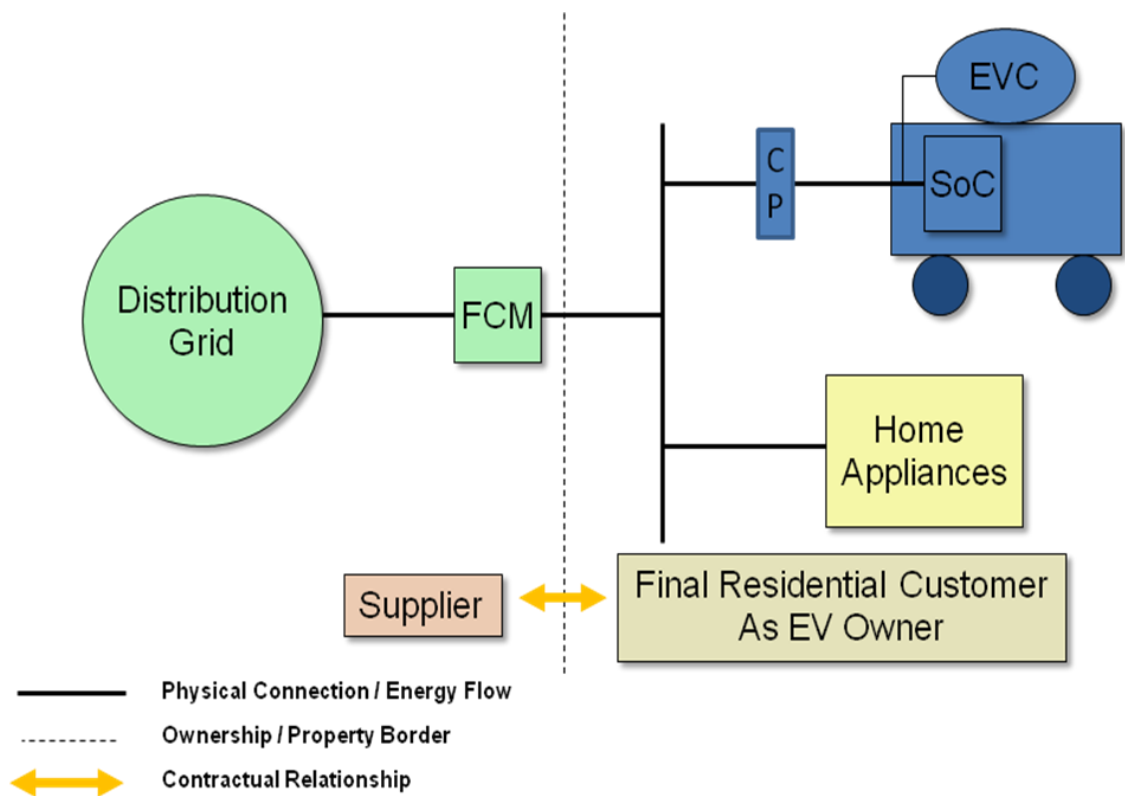 EVC
C
P
SoC
Distribution
Grid
FCM
Home
Appliances
Supplier
Final Residential Customer
As EV Owner
Physical Connection / Energy Flow
Ownership / Property Border
Contractual Relationship